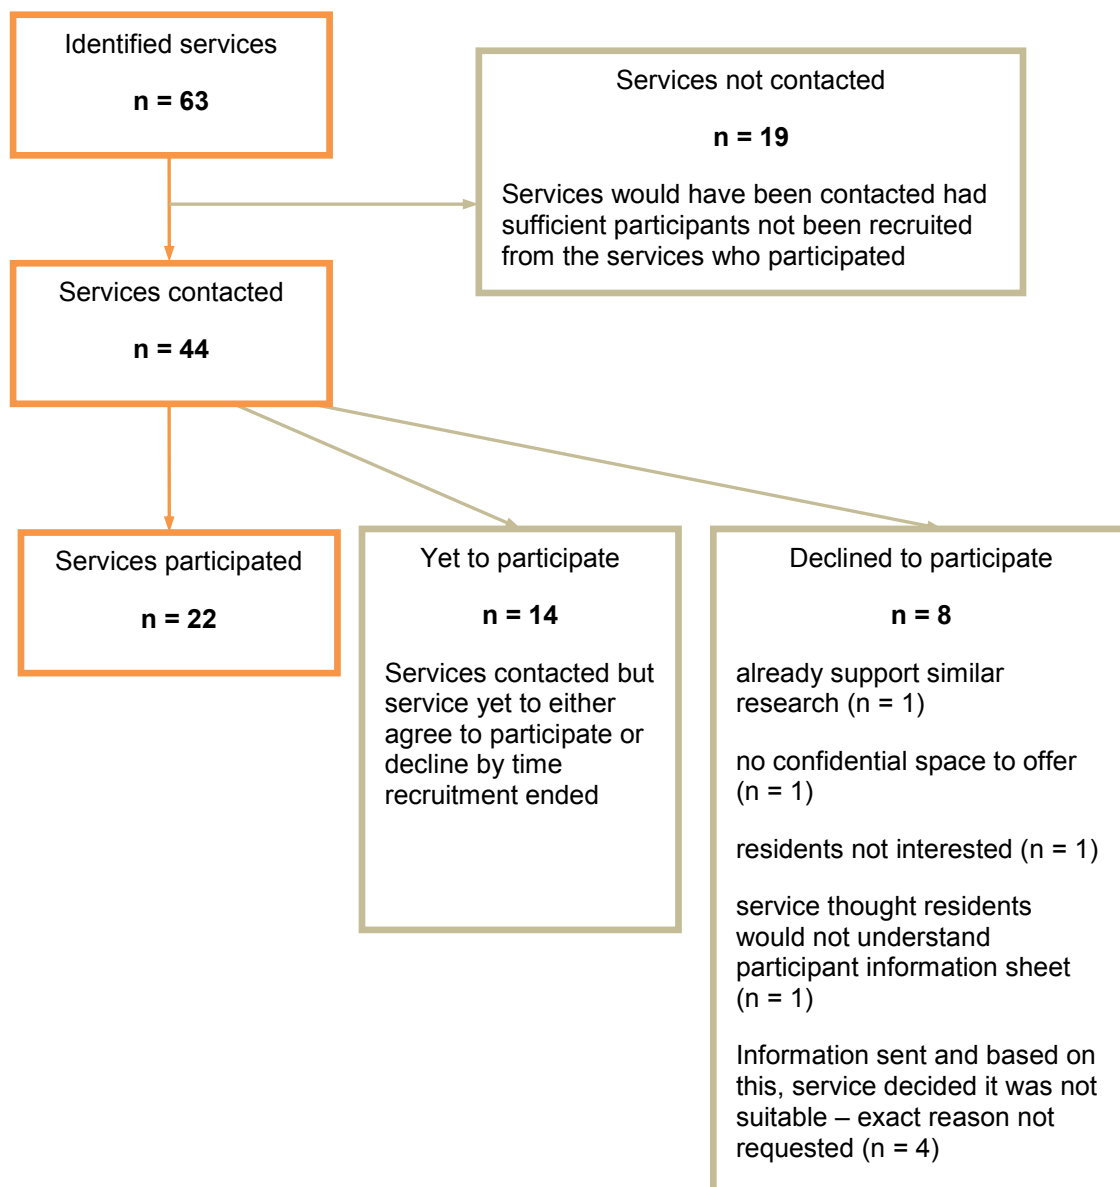 Identified services
n = 63
Services not contacted
n = 19
Services would have been contacted had
sufficient participants not been recruited
from the services who participated
Services contacted
n = 44
Services participated
n = 22
Yet to participate
n = 14
Services contacted but
service yet to either
agree to participate or
decline by time
recruitment ended
Declined to participate
n = 8
already support similar
research (n = 1)
no confidential space to offer
(n = 1)
residents not interested (n = 1)
service thought residents
would not understand
participant information sheet
(n = 1)
Information sent and based on
this, service decided it was not
suitable – exact reason not
requested (n = 4)